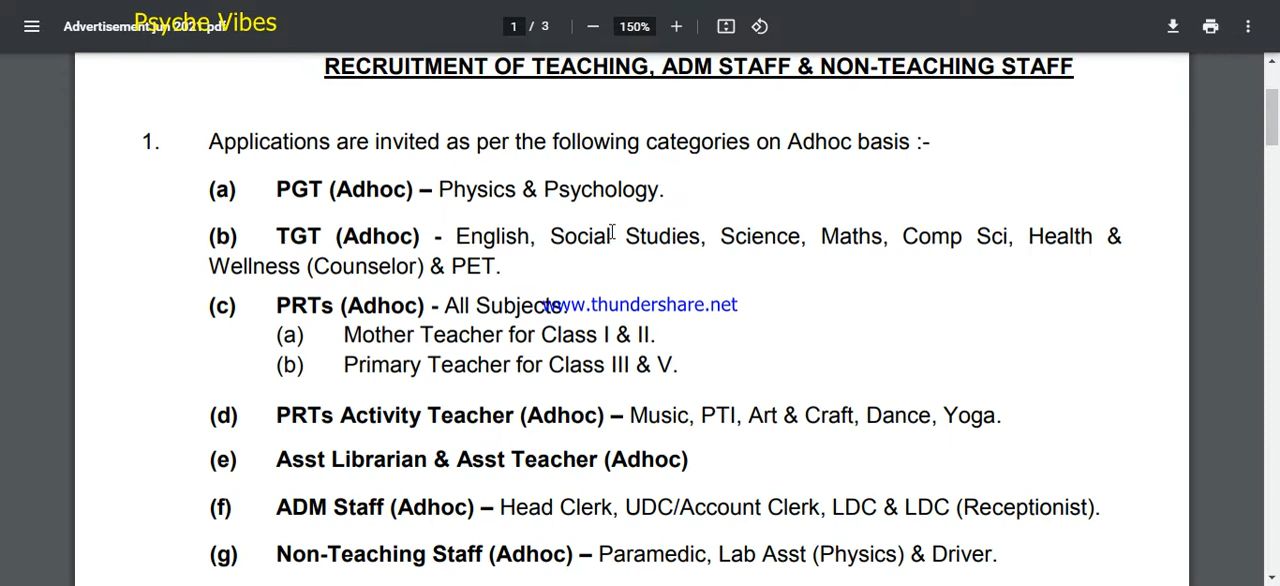 Psyche Vibes
Advertisement jun 2021.pdf
1 / 3
150%
RECRUITMENT OF TEACHING, ADM STAFF & NON-TEACHING STAFF
1. Applications are invited as per the following categories on Adhoc basis :-
(a) PGT (Adhoc) – Physics & Psychology.
(b) TGT (Adhoc) - English, Social Studies, Science, Maths, Comp Sci, Health &
Wellness (Counselor) & PET.
(c) PRTs (Adhoc) - All Subjects.
www.thundershare.net
(a) Mother Teacher for Class I & II.
(b) Primary Teacher for Class III & V.
(d) PRTs Activity Teacher (Adhoc) – Music, PTI, Art & Craft, Dance, Yoga.
(e) Asst Librarian & Asst Teacher (Adhoc)
(f) ADM Staff (Adhoc) – Head Clerk, UDC/Account Clerk, LDC & LDC (Receptionist).
(g) Non-Teaching Staff (Adhoc) – Paramedic, Lab Asst (Physics) & Driver.